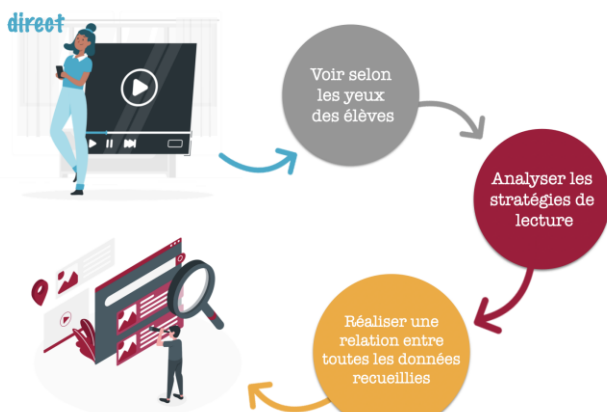 direct
Voir selon
les yeux
des élèves
Analyser les
stratégies de
lecture
Réaliser une
relation entre
toutes les données
recueillies